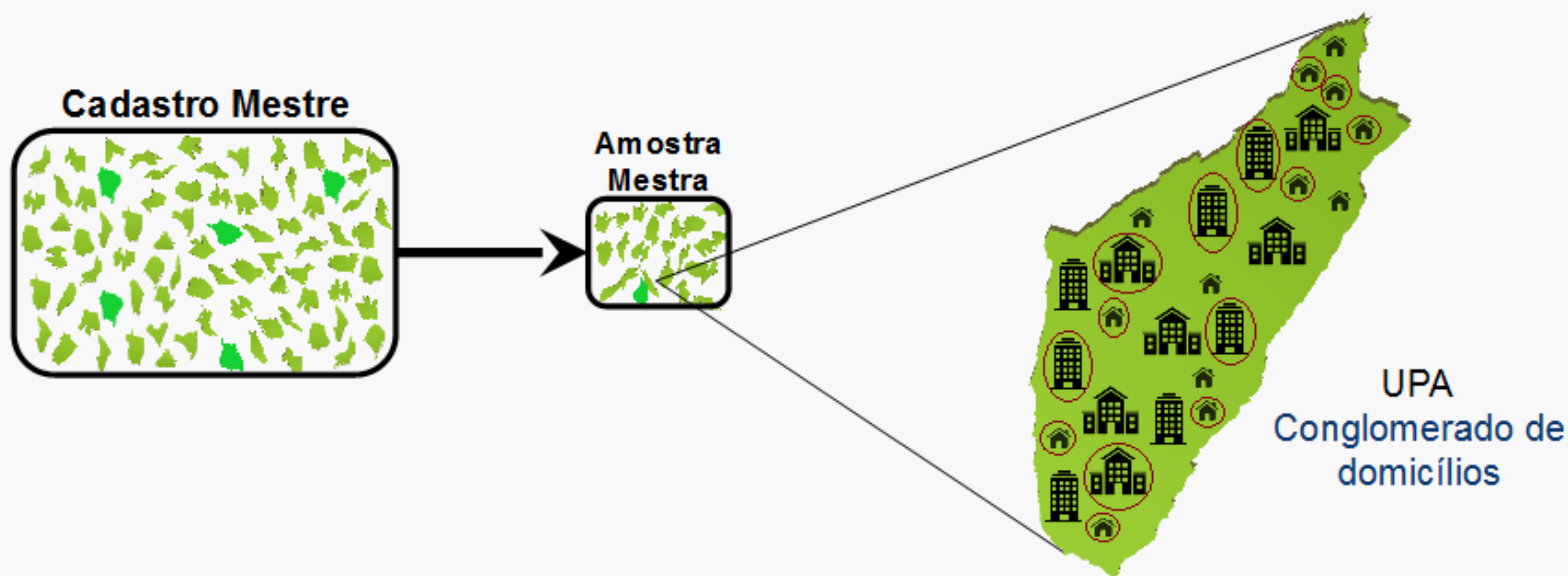 Cadastro Mestre
Amostra
Mestra
UPA
Conglomerado de
domicílios